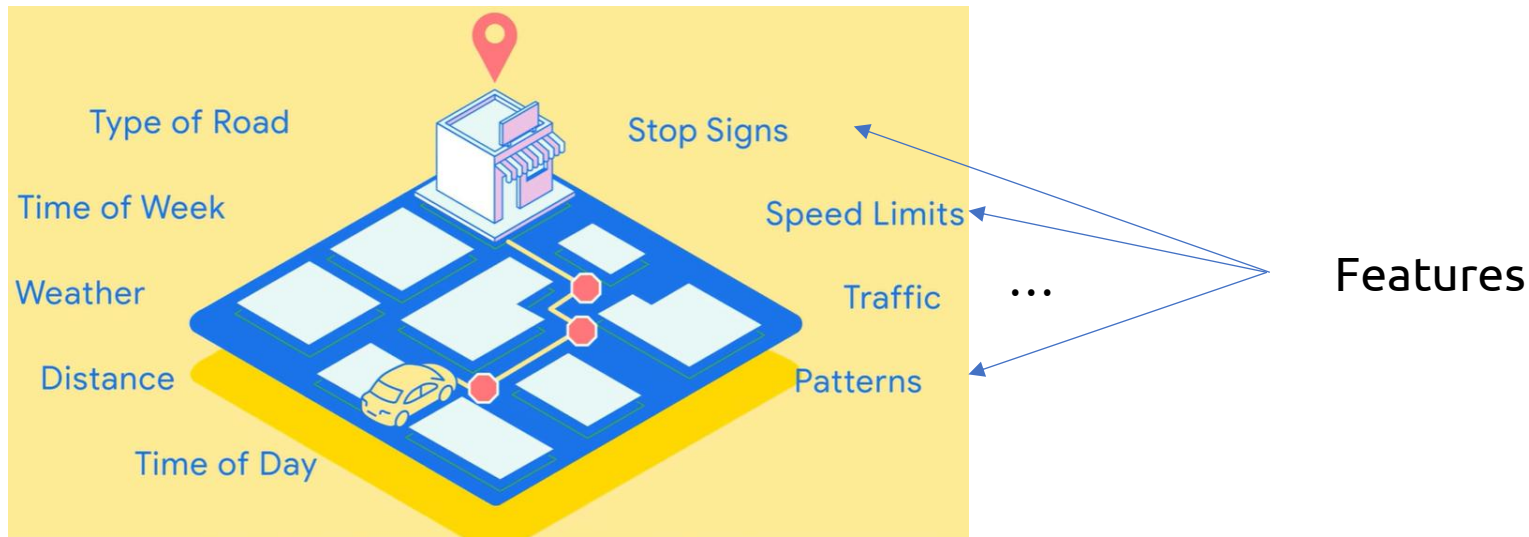 Type of Road
Stop Signs
Time of Week
Speed Limits
Weather
Traffic
...
Features
Distance
Patterns
Time of Day